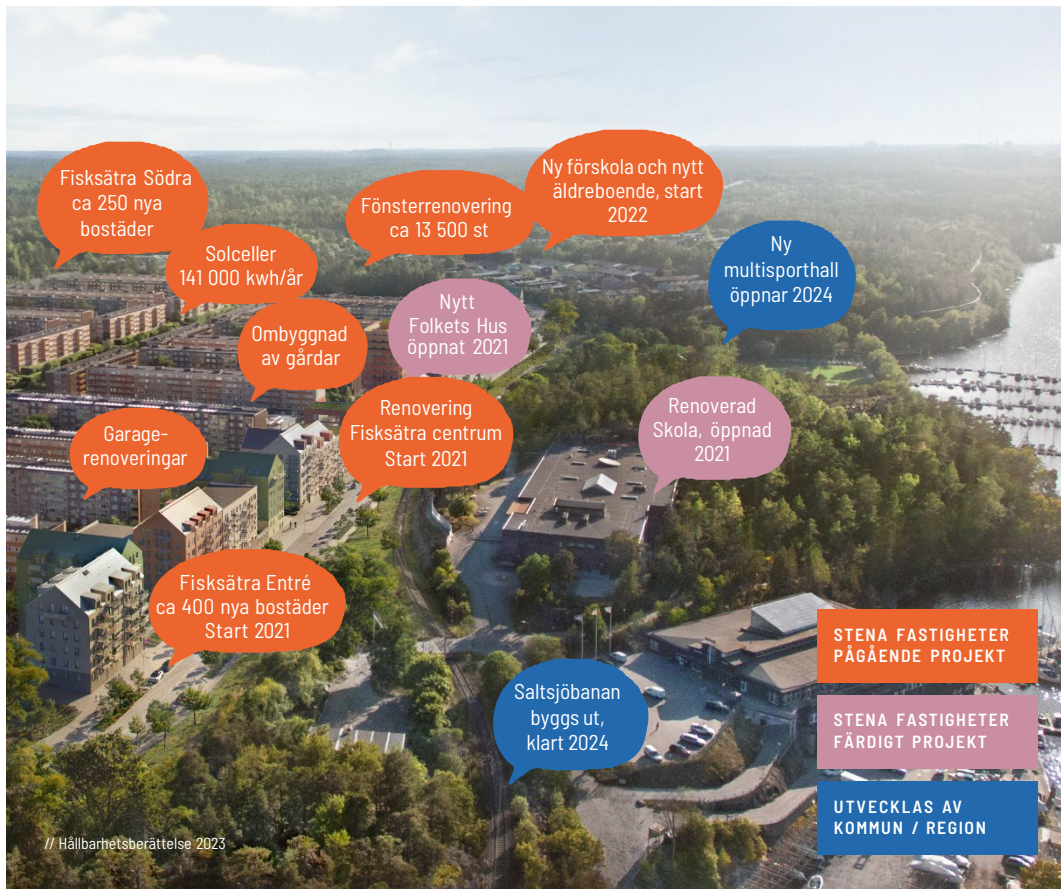 Fisksätra Södra
ca 250 nya
bostäder
Solceller
141 000 kwh/år
Fönsterrenovering
ca 13 500 st
Ny förskola och nytt
äldreboende, start
2022
Ny
multisporthall
öppnar 2024
Ombyggnad
av gårdar
Nytt
Folkets Hus
öppnat 2021
Garage-
renoveringar
Renovering
Fisksätra centrum
Start 2021
Renoverad
Skola, öppnad
2021
Fisksätra Entré
ca 400 nya bostäder
Start 2021
Saltsjöbanan
byggs ut,
klart 2024
STENA FASTIGHETER
PÅGÅENDE PROJEKT
STENA FASTIGHETER
FÄRDIGT PROJEKT
UTVECKLAS AV
KOMMUN / REGION
// Hållbarhetsberättelse 2023